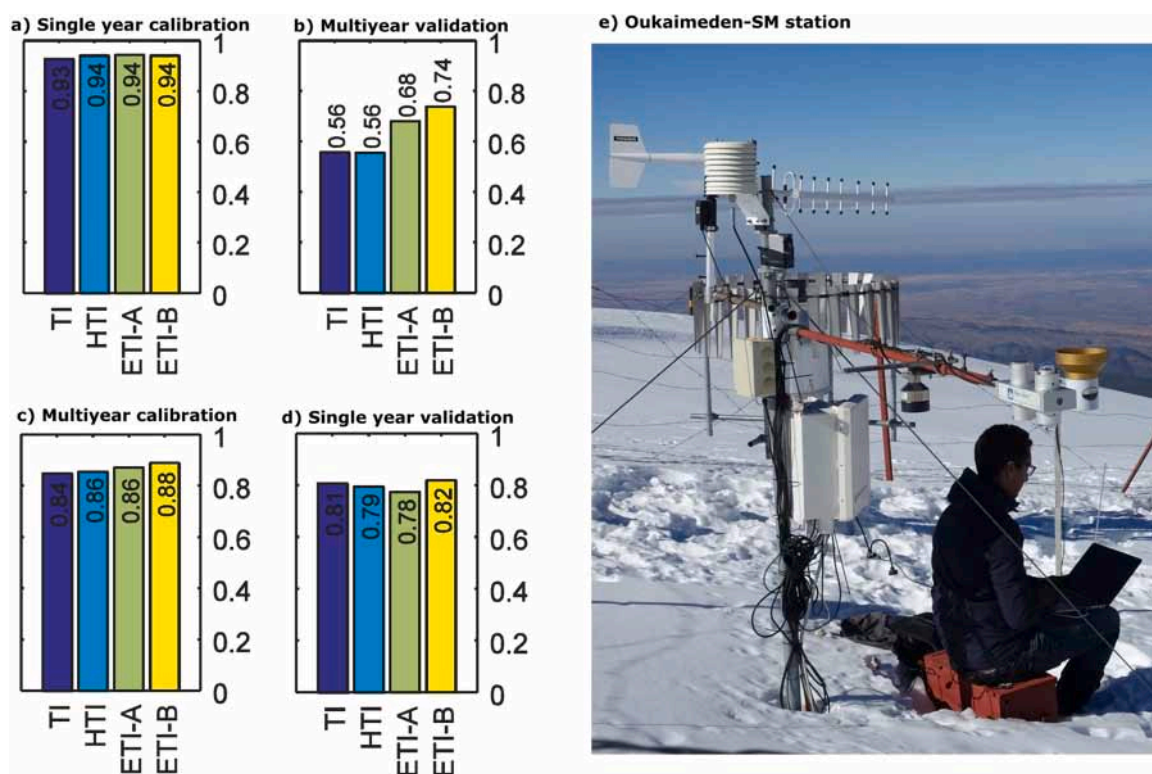 a) Single year calibration
1
0.8
0.6
0.4
0.2
0
0.93
0.94
0.94
0.94
TI
HTI
ETI-A
ETI-B
b) Multiyear validation
1
0.8
0.6
0.4
0.2
0
0.56
0.56
0.68
0.74
TI
HTI
ETI-A
ETI-B
c) Multiyear calibration
1
0.8
0.6
0.4
0.2
0
0.84
0.86
0.86
0.88
TI
HTI
ETI-A
ETI-B
d) Single year validation
1
0.8
0.6
0.4
0.2
0
0.81
0.79
0.78
0.82
TI
HTI
ETI-A
ETI-B
e) Oukaimeden-SM station